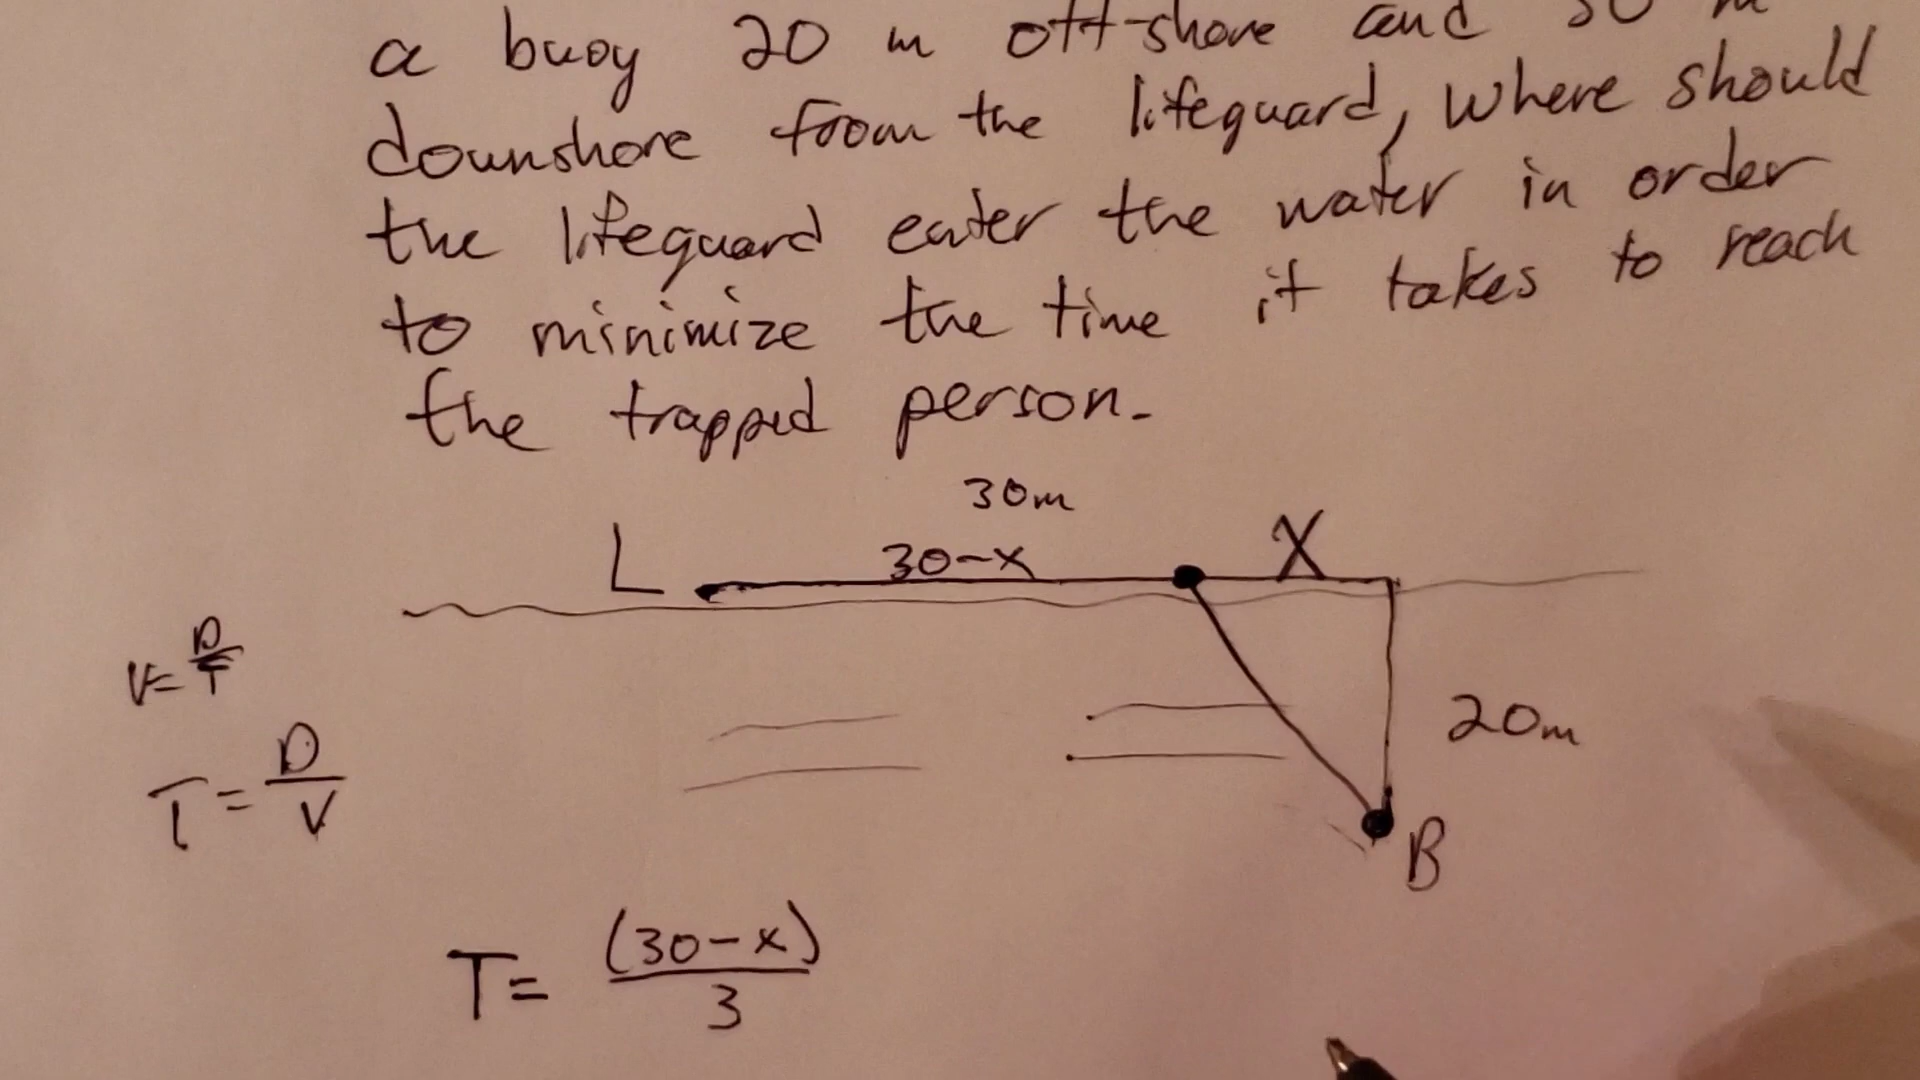 a buoy 20 m off-shore and 30 m
downshore from the lifeguard, where should
the lifeguard enter the water in order
to minimize the time it takes to reach
the trapped person.
30m
L 30-x X
V= D/T
20m
T= D/V
B
T= (30-x)/3